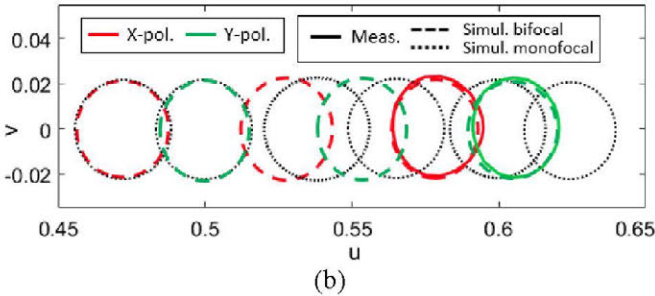 0.04
X-pol.
Y-pol.
Meas.
Simul. bifocal
Simul. monofocal
0.02
0
-0.02
v
0.45
0.5
0.55
0.6
0.65
u
(b)